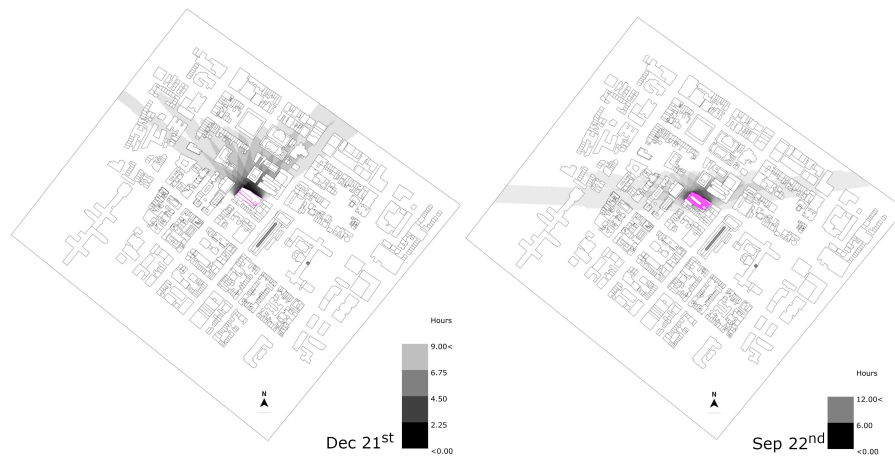 Hours
9.00<
6.75
4.50
2.25
<0.00
N
Dec 21st
Hours
12.00<
6.00
<0.00
N
Sep 22nd